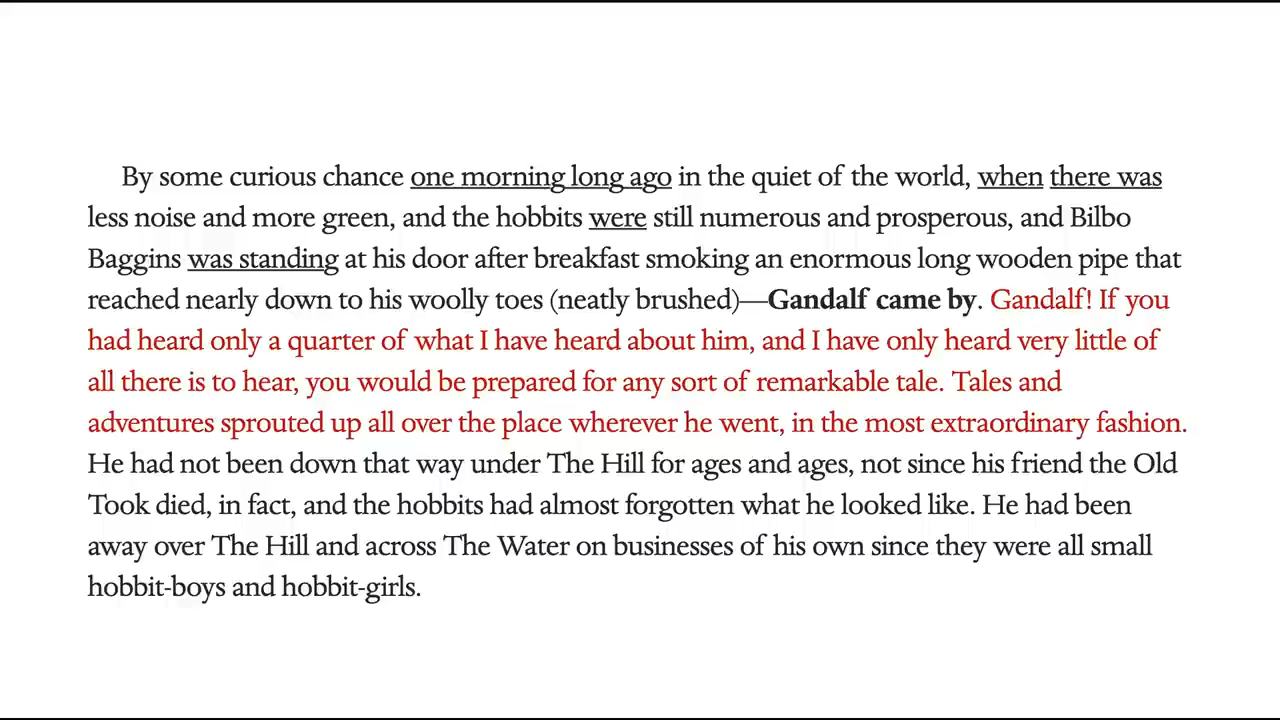 By some curious chance one morning long ago in the quiet of the world, when there was
less noise and more green, and the hobbits were still numerous and prosperous, and Bilbo
Baggins was standing at his door after breakfast smoking an enormous long wooden pipe that
reached nearly down to his woolly toes (neatly brushed)—Gandalf came by. Gandalf! If you
had heard only a quarter of what I have heard about him, and I have only heard very little of
all there is to hear, you would be prepared for any sort of remarkable tale. Tales and
adventures sprouted up all over the place wherever he went, in the most extraordinary fashion.
He had not been down that way under The Hill for ages and ages, not since his friend the Old
Took died, in fact, and the hobbits had almost forgotten what he looked like. He had been
away over The Hill and across The Water on businesses of his own since they were all small
hobbit-boys and hobbit-girls.